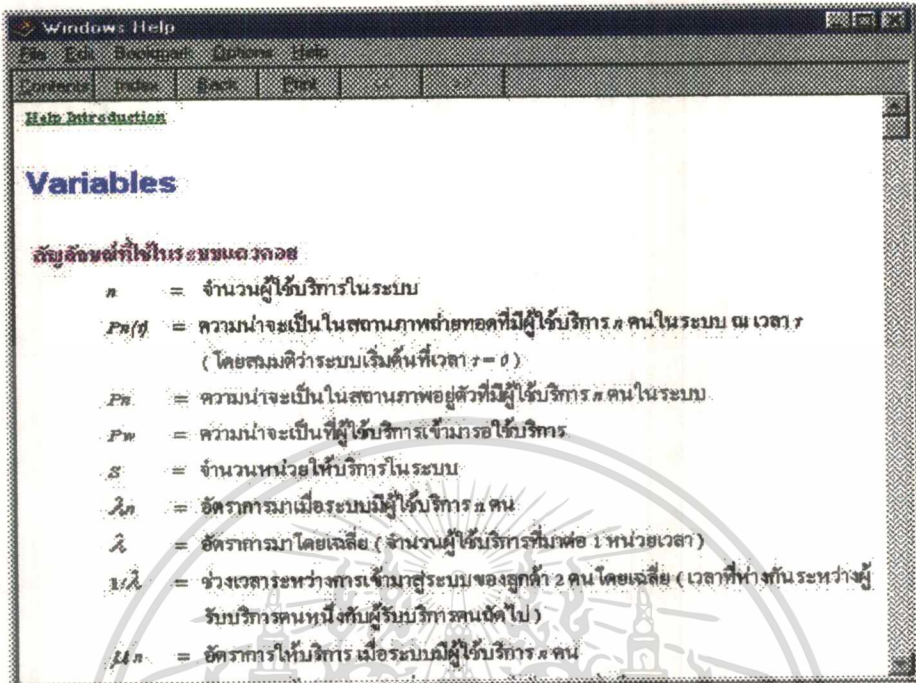 Windows Help
File Edit Bookmark Options Help
Contents Index Back Print << >>
Help Introduction
Variables
สัญลักษณ์ที่ใช้ในระบบแถวคอย
n = จำนวนผู้ใช้บริการในระบบ
Pn(t) = ความน่าจะเป็นในสถานภาพถ่ายทอดที่มีผู้ใช้บริการ n คนในระบบ ณ เวลา t
( โดยสมมติว่าระบบเริ่มต้นที่เวลา t = 0 )
Pn = ความน่าจะเป็นในสถานภาพอยู่ตัวที่มีผู้ใช้บริการ n คนในระบบ
Pw = ความน่าจะเป็นที่ผู้ใช้บริการเข้ามารอใช้บริการ
S = จำนวนหน่วยให้บริการในระบบ
λn = อัตราการมาเมื่อระบบมีผู้ใช้บริการ n คน
λ = อัตราการมาโดยเฉลี่ย ( จำนวนผู้ใช้บริการที่มาต่อ 1 หน่วยเวลา )
1/λ = ช่วงเวลาระหว่างการเข้ามาสู่ระบบของลูกค้า 2 คนโดยเฉลี่ย ( เวลาที่ห่างกันระหว่างผู้
รับบริการคนหนึ่งกับผู้รับบริการคนถัดไป )
μn = อัตราการให้บริการ เมื่อระบบมีผู้ใช้บริการ n คน